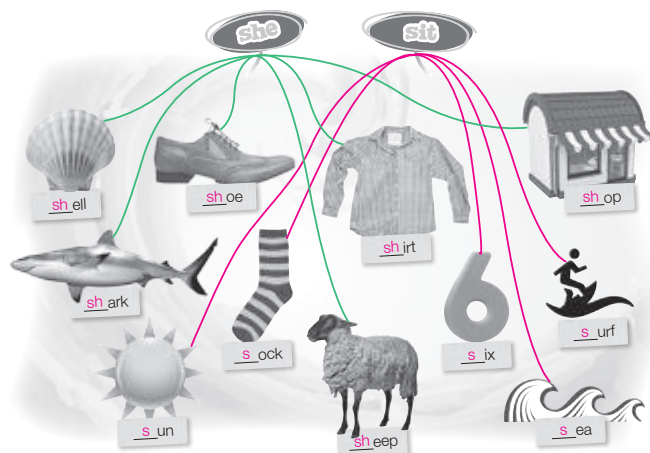 she
sit
sh ell
sh oe
sh irt
sh op
sh ark
s ock
s ix
s urf
s un
sh eep
s ea